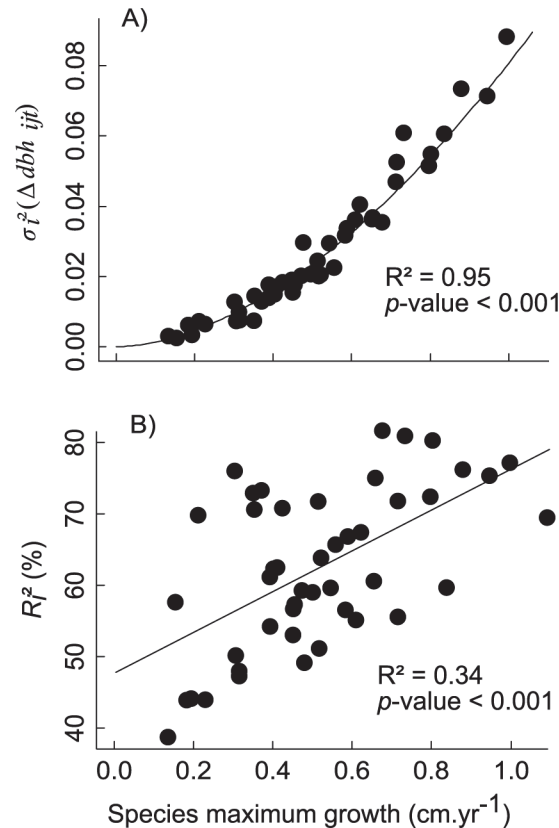 A)
σi²(Δdbh ijt)
0.08
0.06
0.04
0.02
0.00
R² = 0.95
p-value < 0.001
B)
Ri² (%)
80
70
60
50
40
R² = 0.34
p-value < 0.001
0.0 0.2 0.4 0.6 0.8 1.0
Species maximum growth (cm.yr⁻¹)